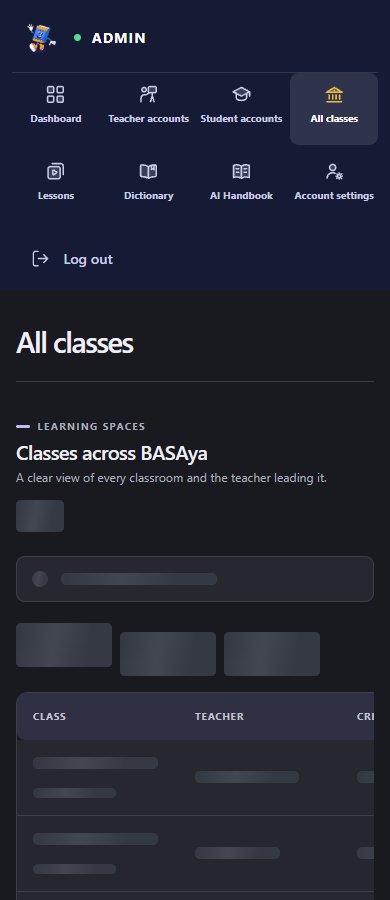 ADMIN
Dashboard
Teacher accounts
Student accounts
All classes
Lessons
Dictionary
AI Handbook
Account settings
Log out
All classes
LEARNING SPACES
Classes across BASAya
A clear view of every classroom and the teacher leading it.
CLASS TEACHER